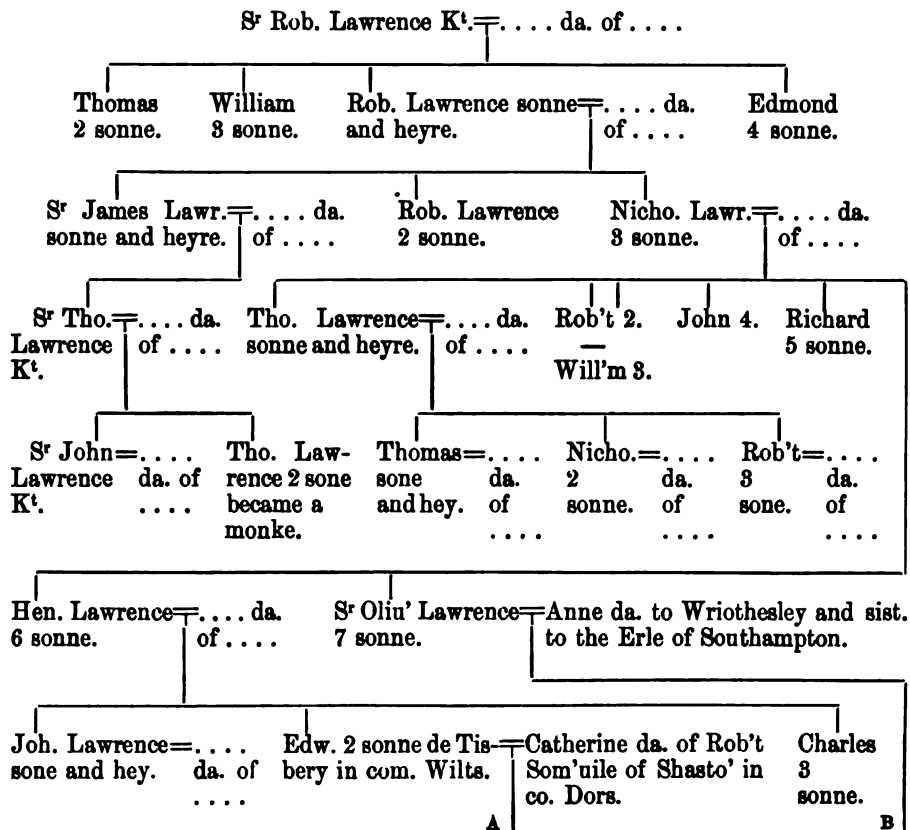 Sr Rob. Lawrence Kt.=. . . . da. of . . . .
Thomas
2 sonne.
William
3 sonne.
Rob. Lawrence sonne=. . . . da.
and heyre. of . . . .
Edmond
4 sonne.
Sr James Lawr.=. . . . da.
sonne and heyre. of . . . .
Rob. Lawrence
2 sonne.
Nicho. Lawr.=. . . . da.
3 sonne. of . . . .
Sr Tho.=. . . . da.
Lawrence of . . . .
Kt.
Tho. Lawrence=. . . . da.
sonne and heyre. of . . . .
Rob't 2.
—
Will'm 3.
John 4.
Richard
5 sonne.
Sr John=. . . .
Lawrence da. of
Kt. . . . .
Tho. Law-
rence 2 sone
became a
monke.
Thomas=. . . .
sone da.
and hey. of
. . . .
Nicho.=. . . .
2 da.
sonne. of
. . . .
Rob't=. . . .
3 da.
sone. of
. . . .
Hen. Lawrence=. . . . da.
6 sonne. of . . . .
Sr Oliu' Lawrence=Anne da. to Wriothesley and sist.
7 sonne. to the Erle of Southampton.
Joh. Lawrence=. . . .
sone and hey. da. of
. . . .
Edw. 2 sonne de Tis-=Catherine da. of Rob't
bery in com. Wilts. Som'uile of Shasto' in
co. Dors.
Charles
3
sonne.
A
B